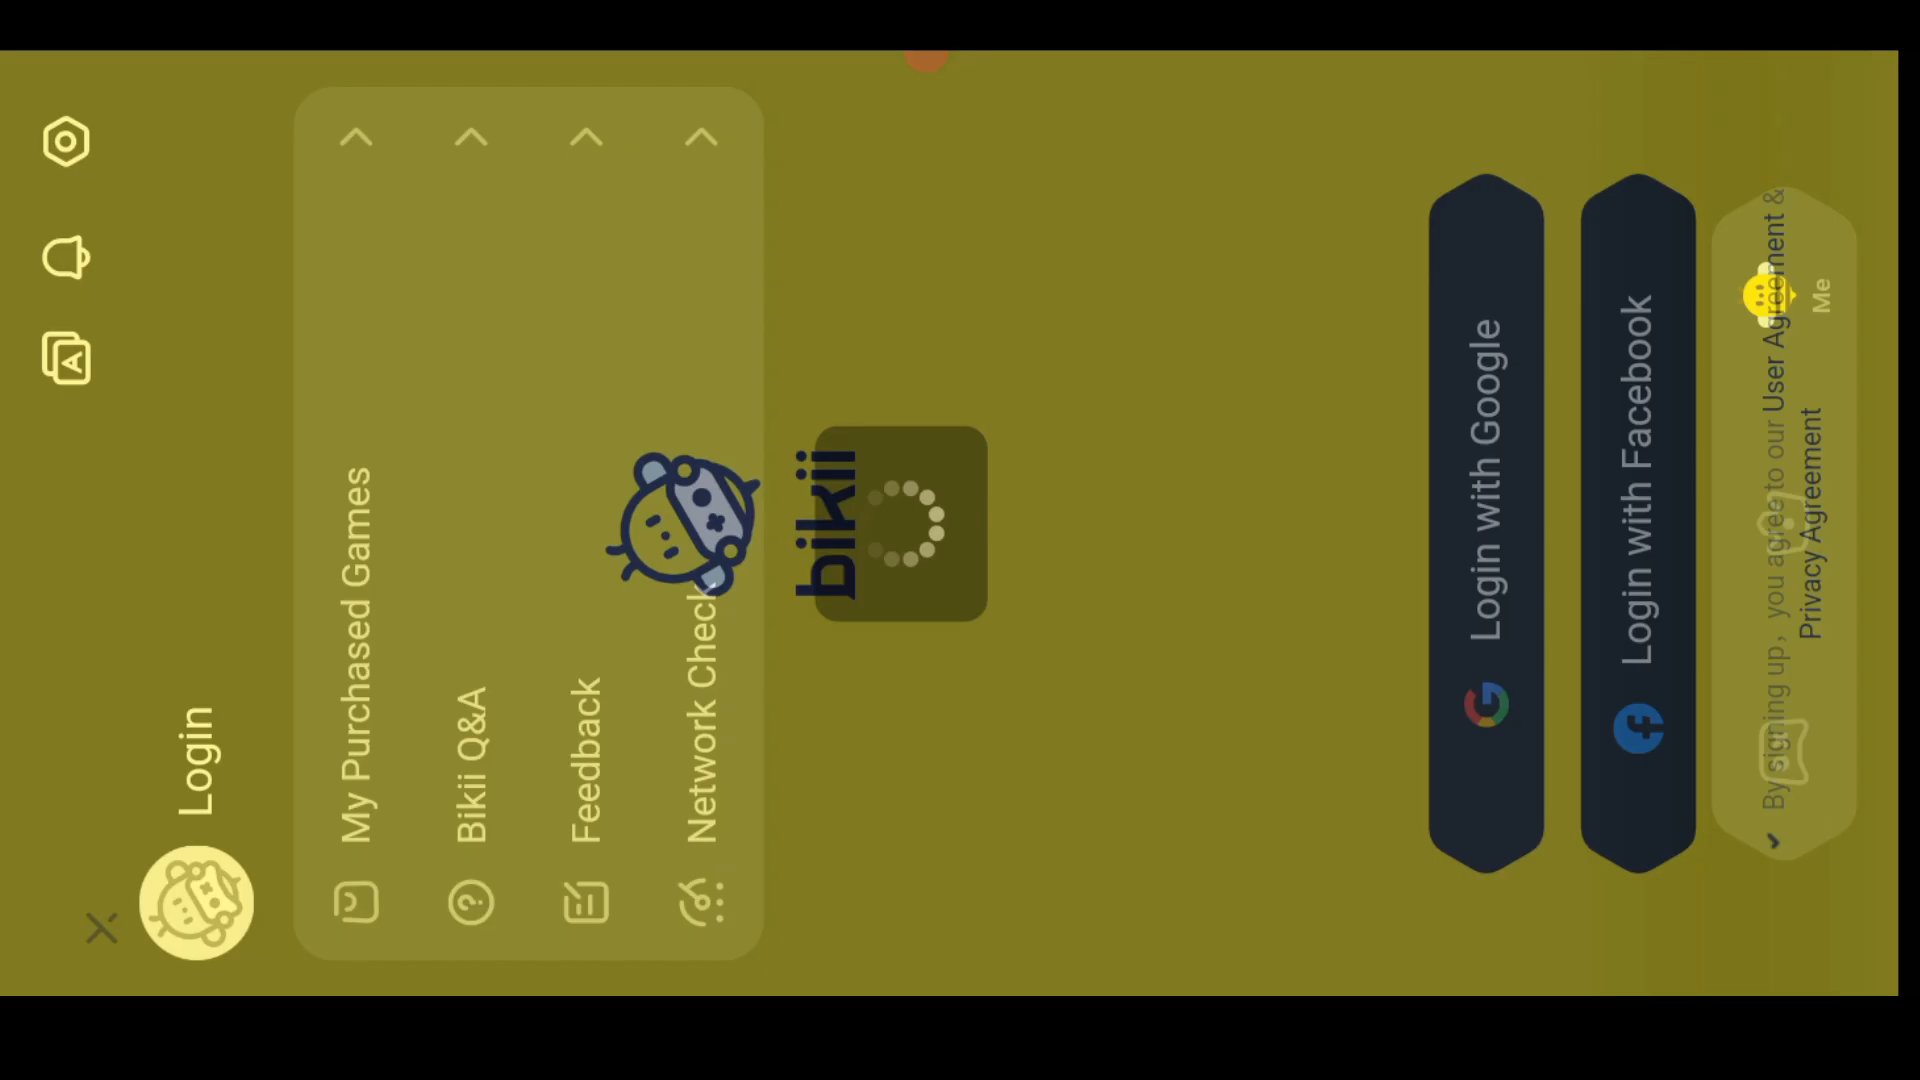 Login
My Purchased Games
Bikii Q&A
Feedback
Network Check
bikii
Login with Google
Login with Facebook
By signing up, you agree to our User Agreement &
Privacy Agreement
Me